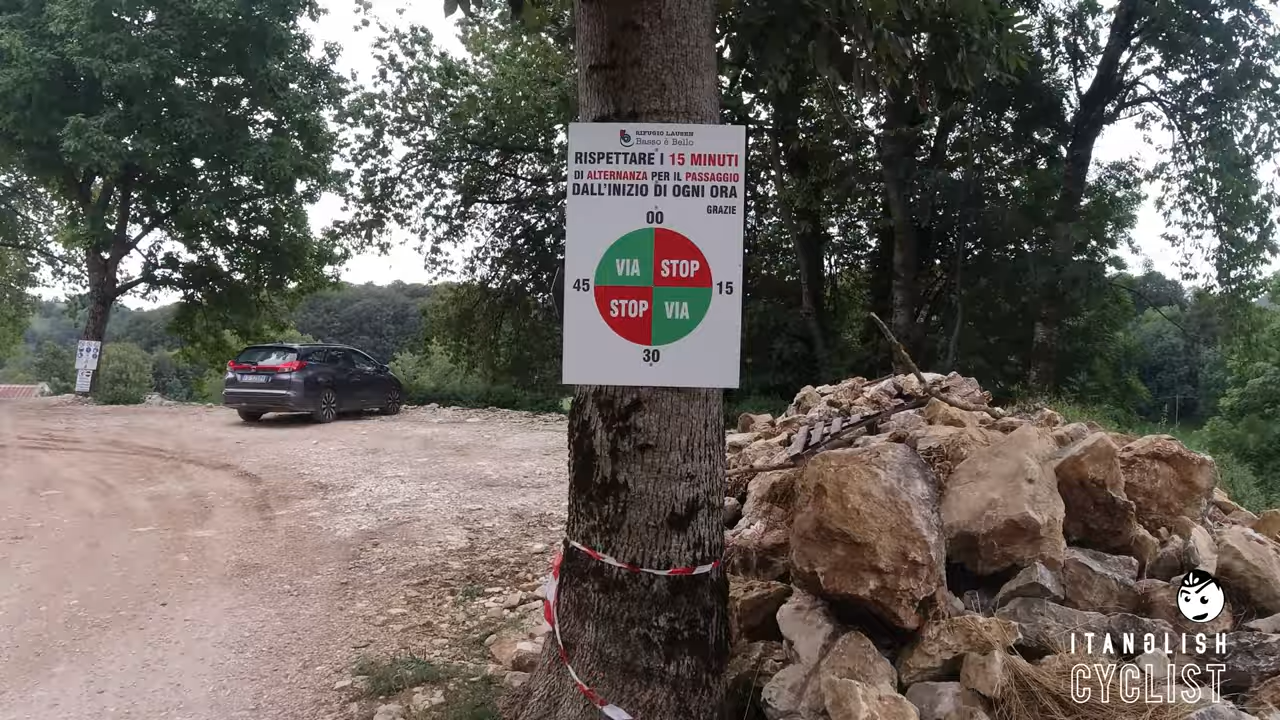 RIFUGIO LAUSEN
Basso è Bello
RISPETTARE I 15 MINUTI
DI ALTERNANZA PER IL PASSAGGIO
DALL'INIZIO DI OGNI ORA
GRAZIE
00
VIA STOP
45 15
STOP VIA
30
ITANGLISH
CYCLIST